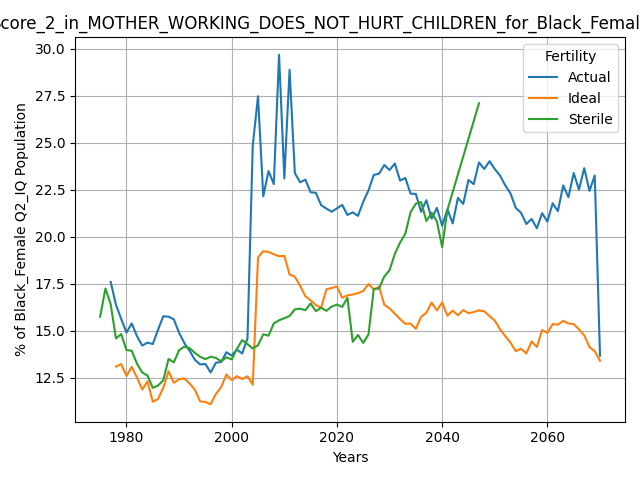 core_2_in_MOTHER_WORKING_DOES_NOT_HURT_CHILDREN_for_Black_Femal
% of Black_Female Q2_IQ Population
30.0
27.5
25.0
22.5
20.0
17.5
15.0
12.5
Fertility
Actual
Ideal
Sterile
1980
2000
2020
2040
2060
Years